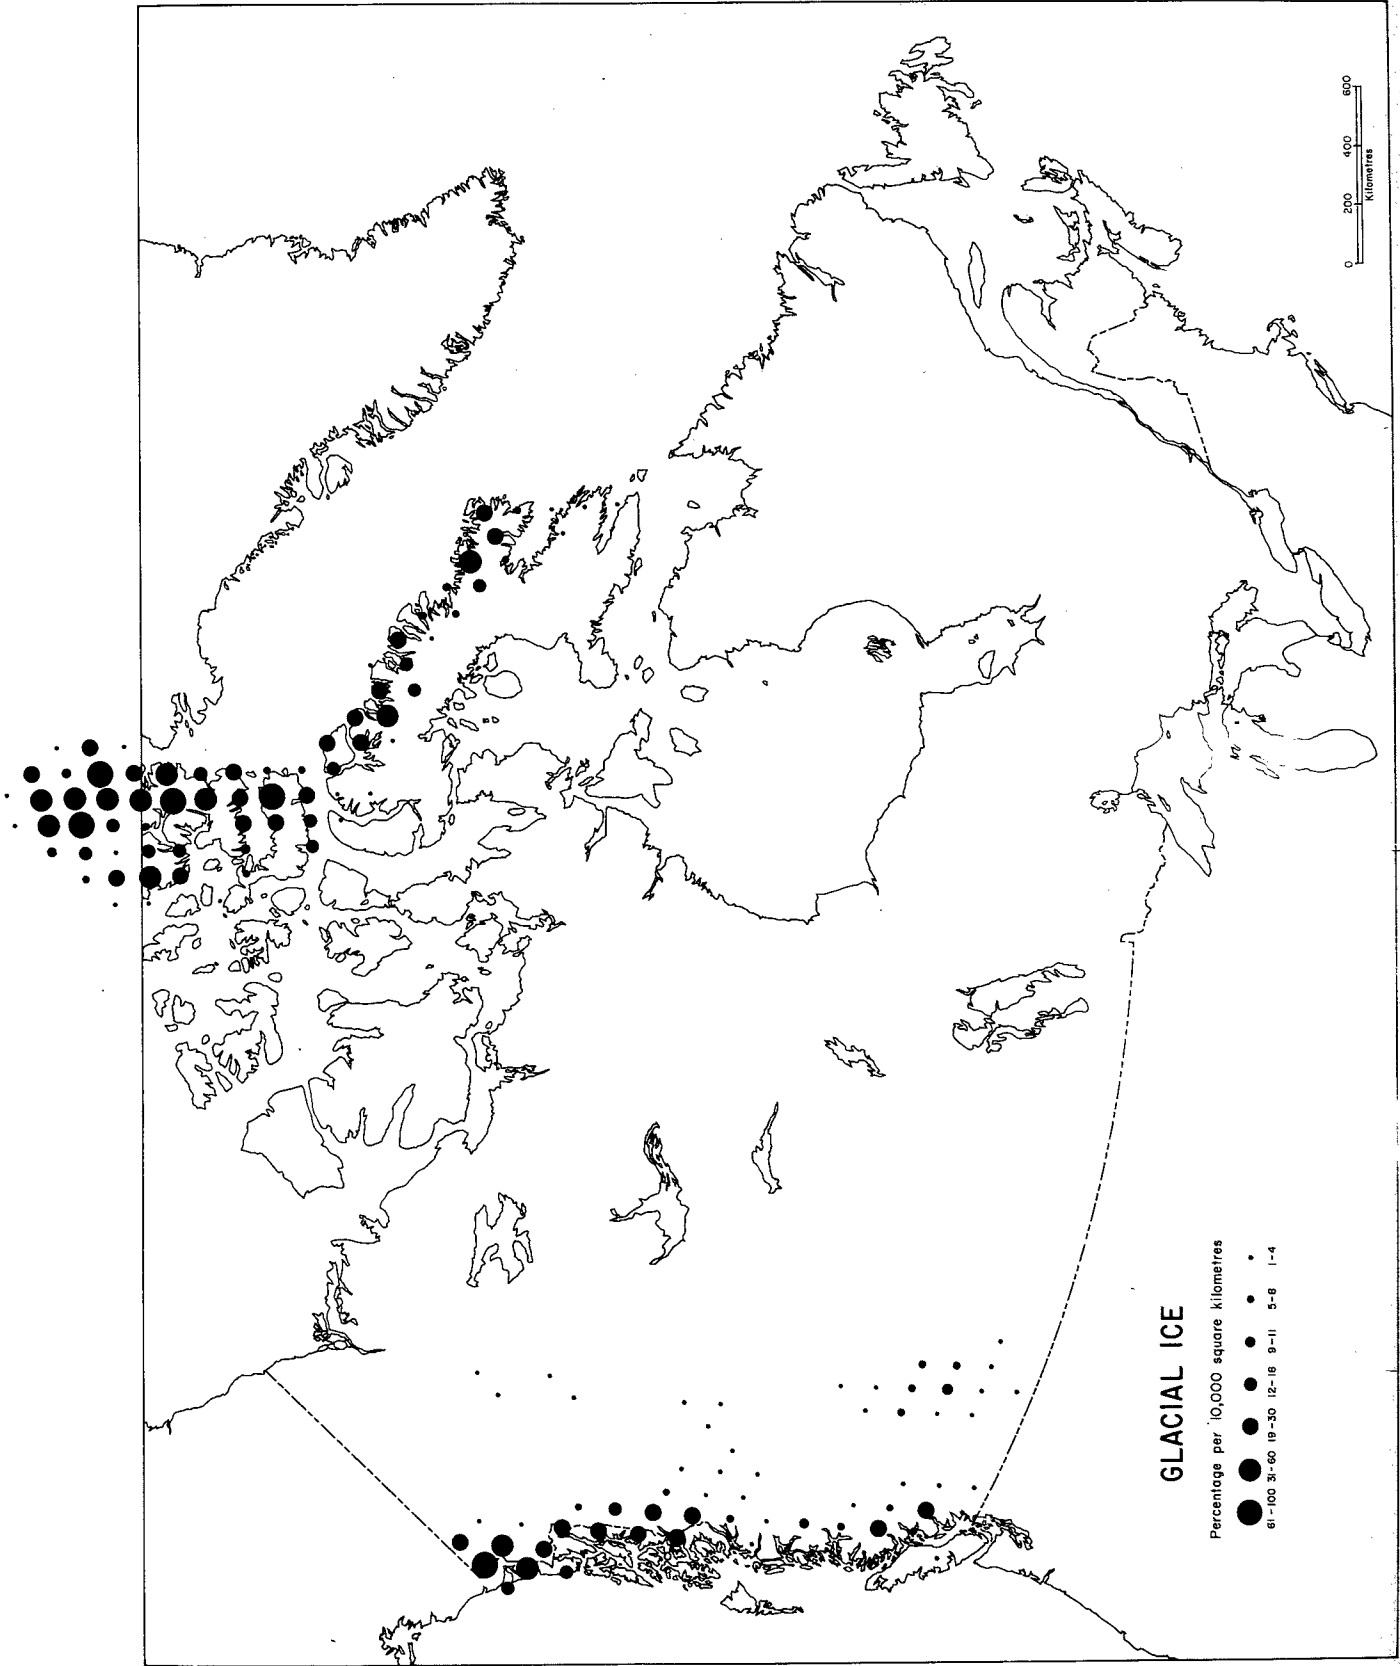 GLACIAL ICE
Percentage per 10,000 square kilometres
61-100 31-60 19-30 12-18 9-11 5-8 1-4
0 200 400 600
Kilometres